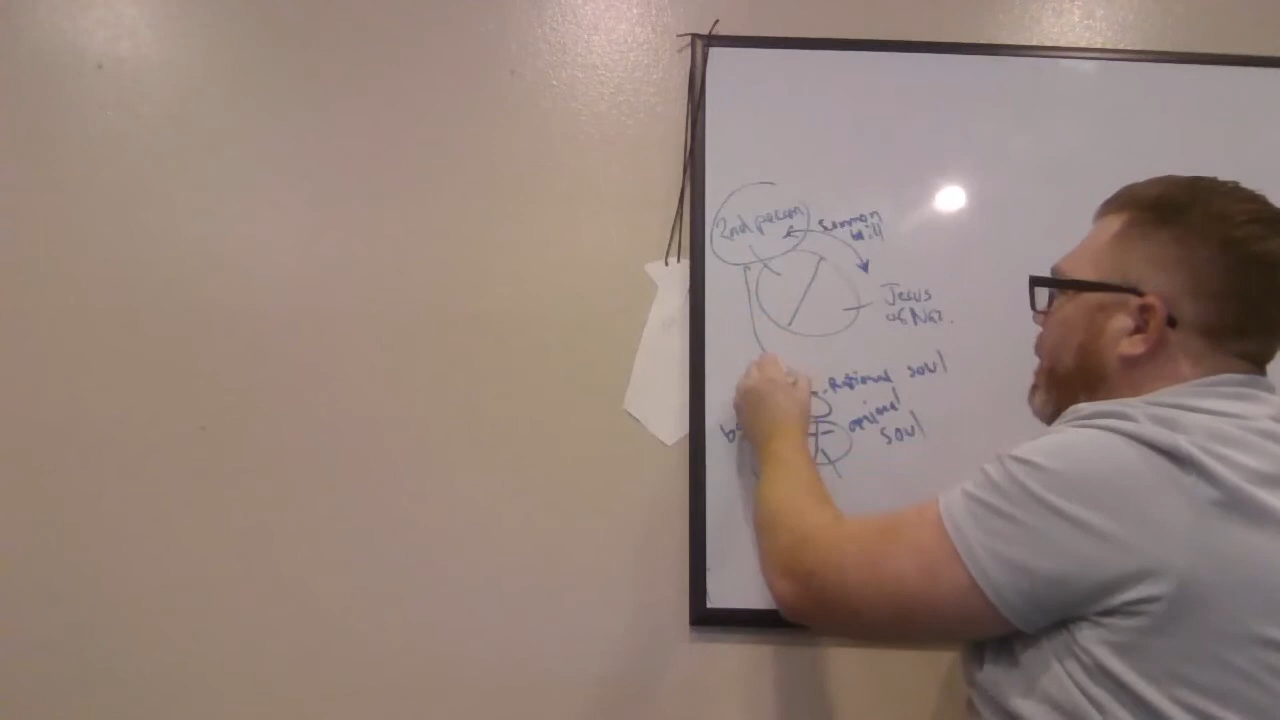 2nd person
common
will
Jesus
of Naz.
Rational soul
animal
soul